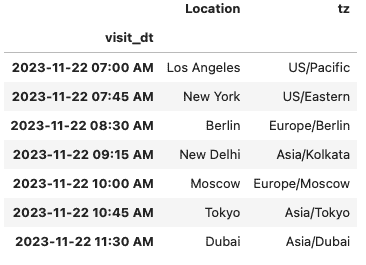 Location tz
visit_dt
2023-11-22 07:00 AM Los Angeles US/Pacific
2023-11-22 07:45 AM New York US/Eastern
2023-11-22 08:30 AM Berlin Europe/Berlin
2023-11-22 09:15 AM New Delhi Asia/Kolkata
2023-11-22 10:00 AM Moscow Europe/Moscow
2023-11-22 10:45 AM Tokyo Asia/Tokyo
2023-11-22 11:30 AM Dubai Asia/Dubai